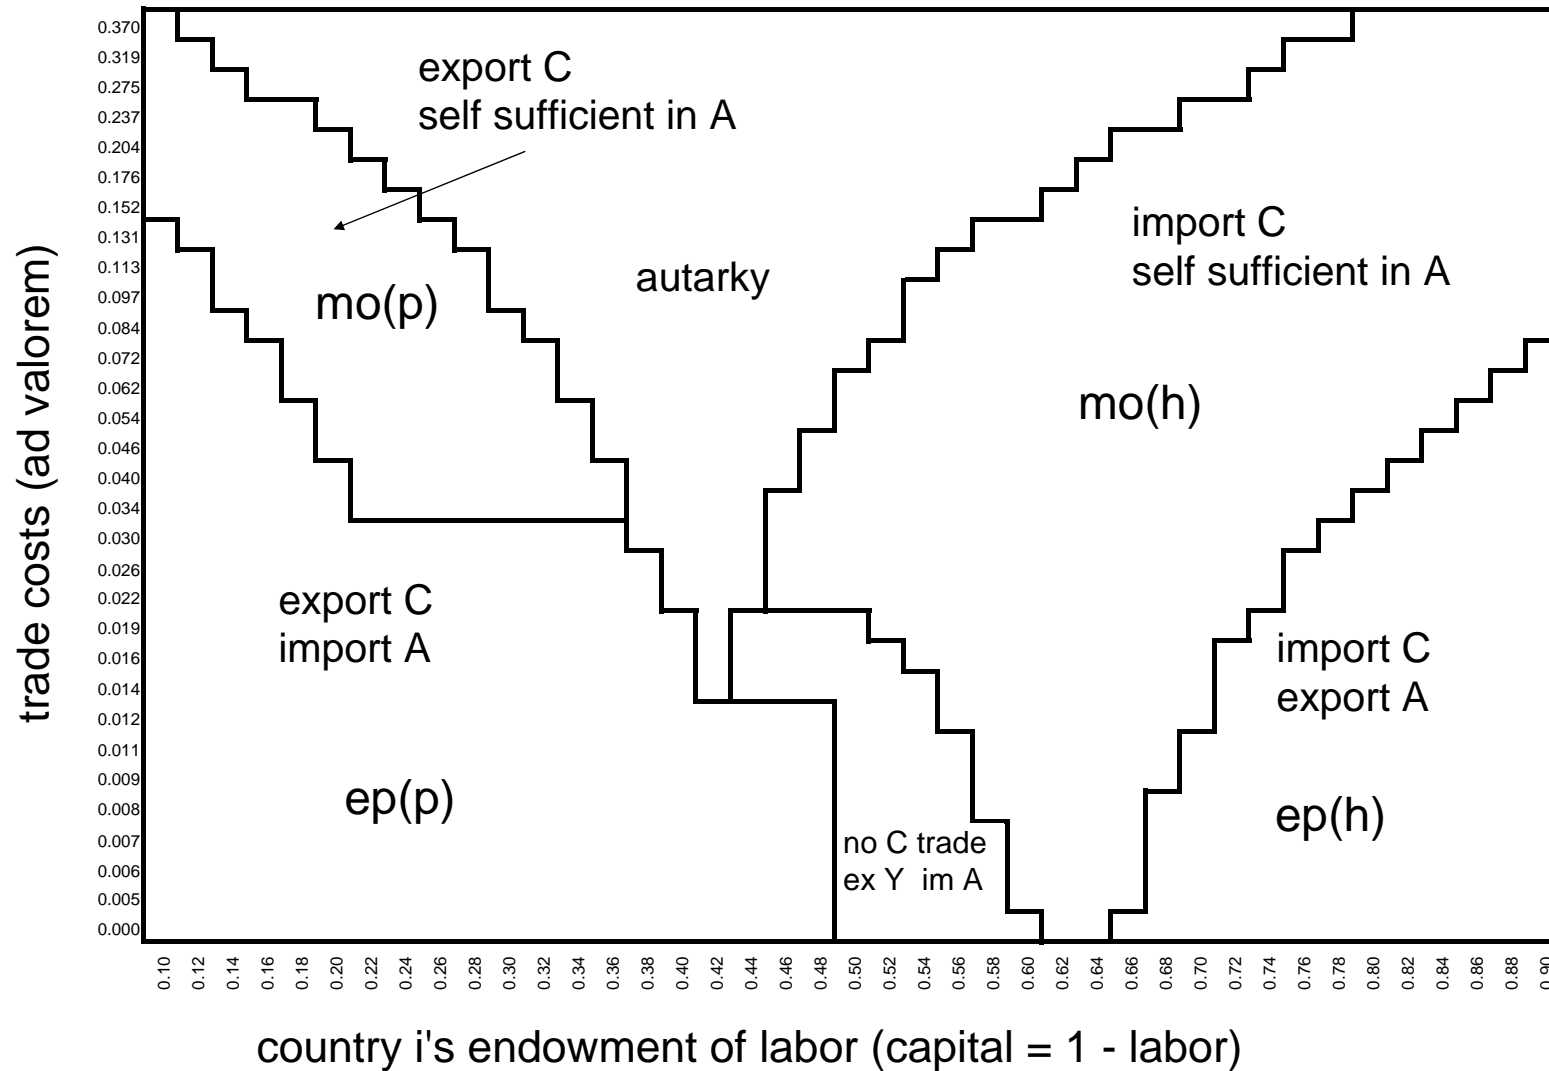 0.370
0.319
0.275
0.237
0.204
0.176
0.152
0.131
0.113
0.097
0.084
0.072
0.062
0.054
0.046
0.040
0.034
0.030
0.026
0.022
0.019
0.016
0.014
0.012
0.011
0.009
0.008
0.007
0.006
0.005
0.000
trade costs (ad valorem)
export C
self sufficient in A
autarky
mo(p)
import C
self sufficient in A
mo(h)
export C
import A
ep(p)
no C trade
ex Y im A
import C
export A
ep(h)
0.10 0.12 0.14 0.16 0.18 0.20 0.22 0.24 0.26 0.28 0.30 0.32 0.34 0.36 0.38 0.40 0.42 0.44 0.46 0.48 0.50 0.52 0.54 0.56 0.58 0.60 0.62 0.64 0.66 0.68 0.70 0.72 0.74 0.76 0.78 0.80 0.82 0.84 0.86 0.88 0.90
country i's endowment of labor (capital = 1 - labor)